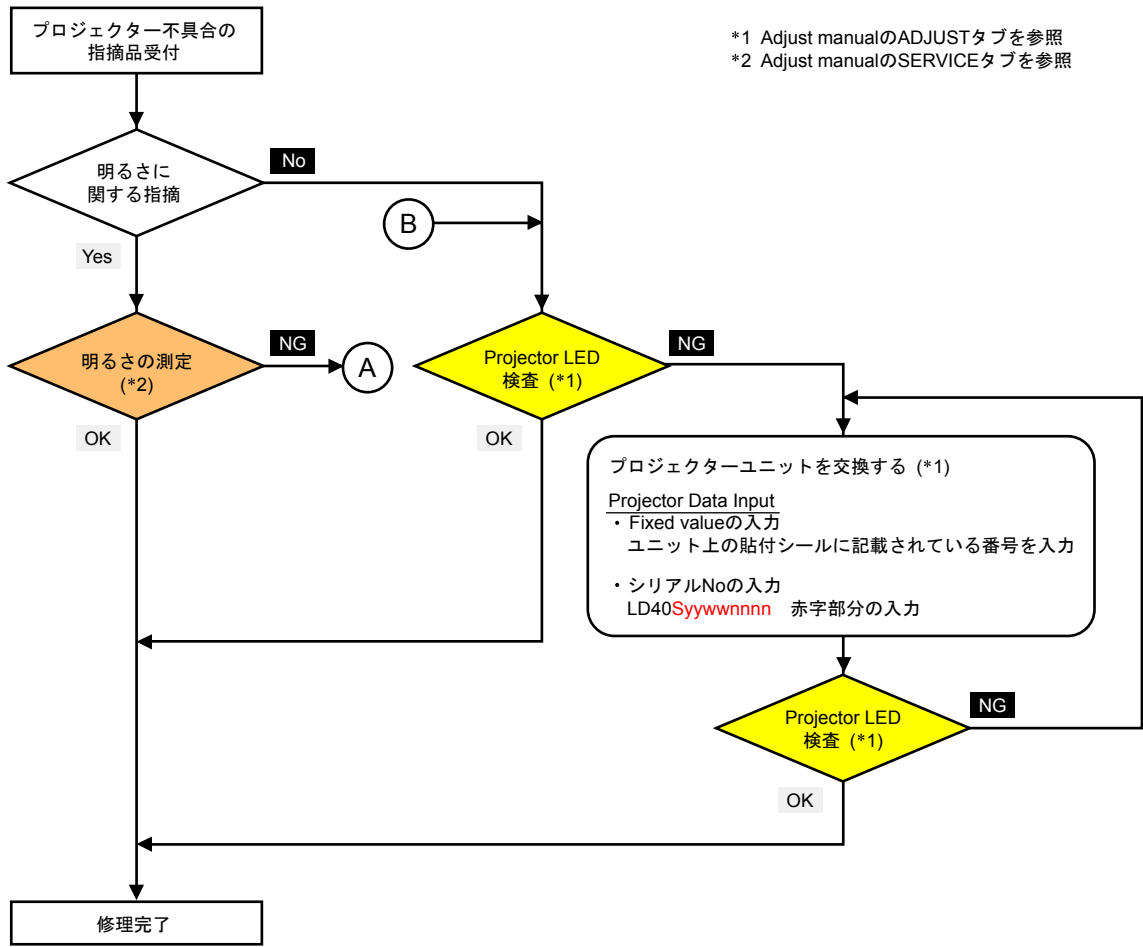 プロジェクター不具合の
指摘品受付
*1 Adjust manualのADJUSTタブを参照
*2 Adjust manualのSERVICEタブを参照
明るさに
関する指摘
No
B
Yes
明るさの測定
(*2)
NG
A
Projector LED
検査 (*1)
NG
OK
OK
プロジェクターユニットを交換する (*1)
Projector Data Input
・ Fixed valueの入力
ユニット上の貼付シールに記載されている番号を入力
・ シリアルNoの入力
LD40Syywwnnnn 赤字部分の入力
Projector LED
検査 (*1)
NG
OK
修理完了